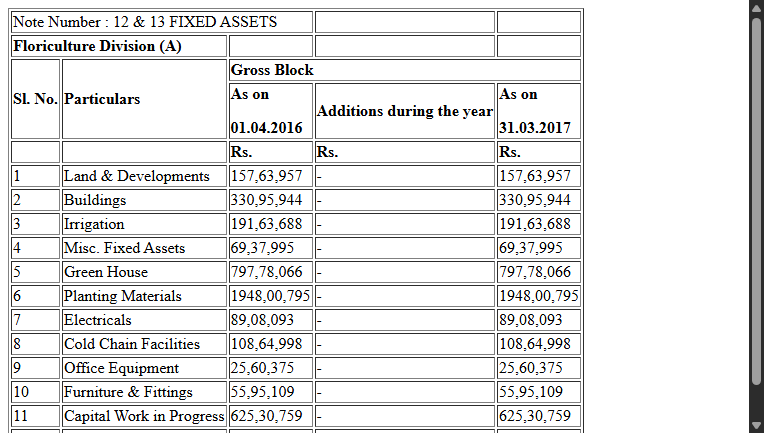 Note Number : 12 & 13 FIXED ASSETS
Floriculture Division (A)
Sl. No. Particulars Gross Block
As on 01.04.2016 Additions during the year As on 31.03.2017
Rs. Rs. Rs.
1 Land & Developments 157,63,957 - 157,63,957
2 Buildings 330,95,944 - 330,95,944
3 Irrigation 191,63,688 - 191,63,688
4 Misc. Fixed Assets 69,37,995 - 69,37,995
5 Green House 797,78,066 - 797,78,066
6 Planting Materials 1948,00,795 - 1948,00,795
7 Electricals 89,08,093 - 89,08,093
8 Cold Chain Facilities 108,64,998 - 108,64,998
9 Office Equipment 25,60,375 - 25,60,375
10 Furniture & Fittings 55,95,109 - 55,95,109
11 Capital Work in Progress 625,30,759 - 625,30,759